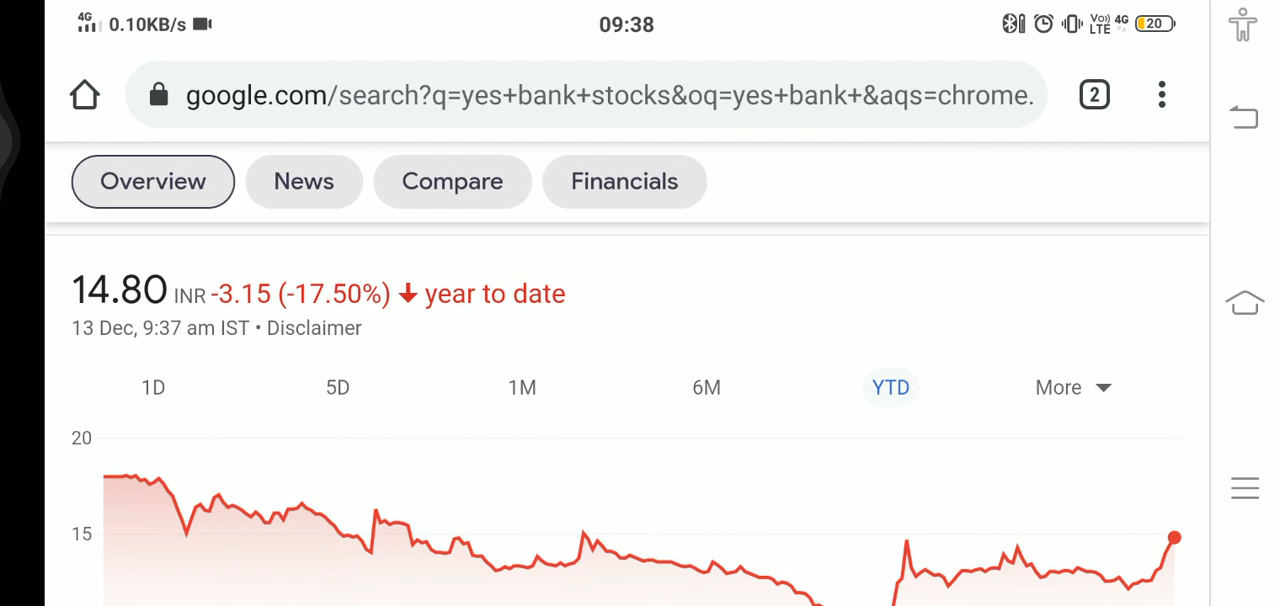 4G 0.10KB/s 09:38 Vo) LTE 4G 20
google.com/search?q=yes+bank+stocks&oq=yes+bank+&aqs=chrome. 2
Overview News Compare Financials
14.80 INR -3.15 (-17.50%) year to date
13 Dec, 9:37 am IST • Disclaimer
1D 5D 1M 6M YTD More
20
15